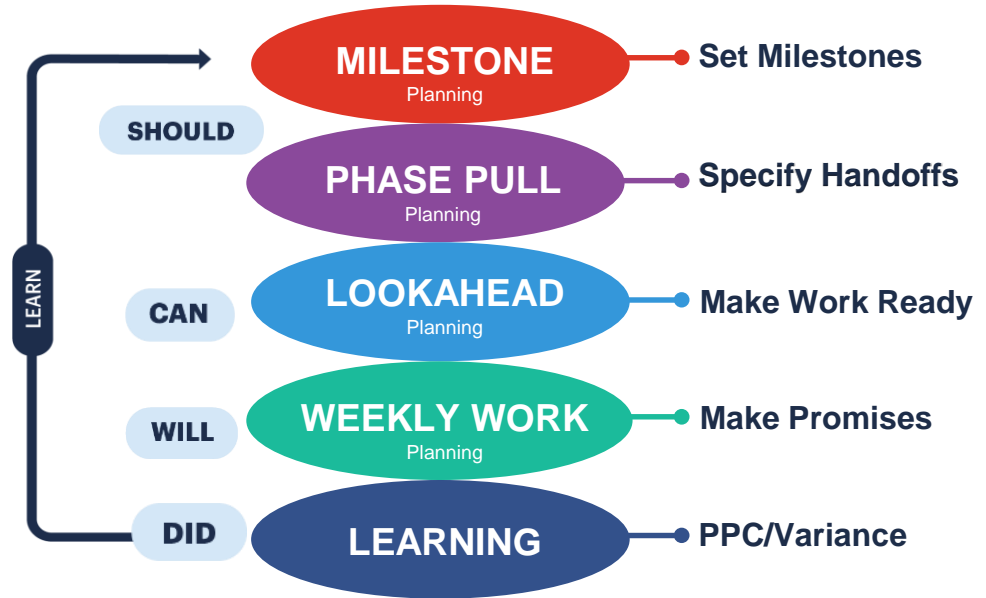 MILESTONE
Planning
Set Milestones
SHOULD
PHASE PULL
Planning
Specify Handoffs
LEARN
CAN
LOOKAHEAD
Planning
Make Work Ready
WILL
WEEKLY WORK
Planning
Make Promises
DID
LEARNING
PPC/Variance